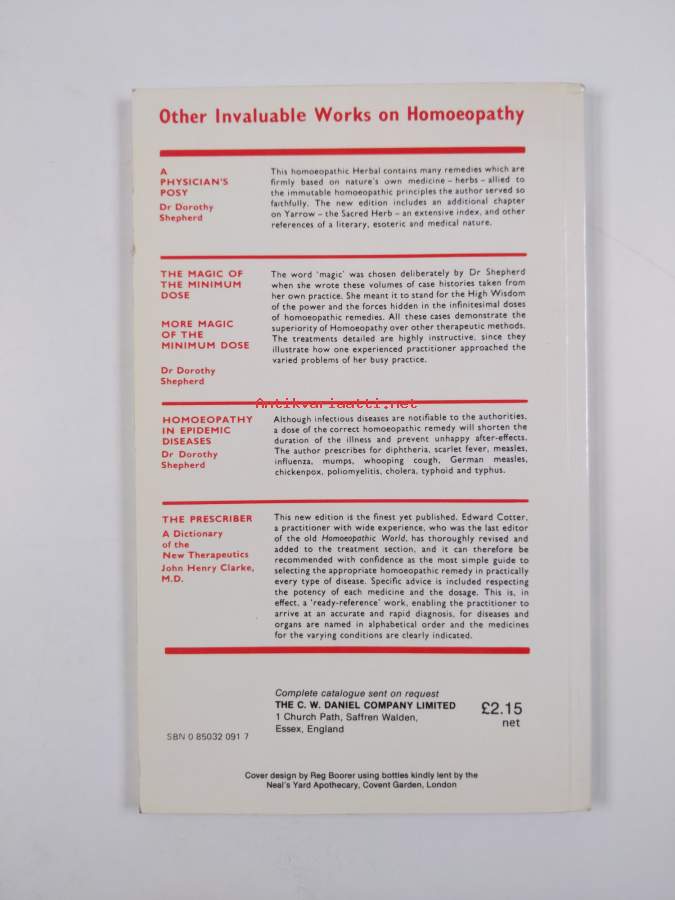 Other Invaluable Works on Homoeopathy
A
PHYSICIAN'S
POSY
Dr Dorothy
Shepherd
This homoeopathic Herbal contains many remedies which are
firmly based on nature's own medicine – herbs – allied to
the immutable homoeopathic principles the author served so
faithfully. The new edition includes an additional chapter
on Yarrow – the Sacred Herb – an extensive index, and other
references of a literary, esoteric and medical nature.
THE MAGIC OF
THE MINIMUM
DOSE
MORE MAGIC
OF THE
MINIMUM DOSE
Dr Dorothy
Shepherd
The word 'magic' was chosen deliberately by Dr Shepherd
when she wrote these volumes of case histories taken from
her own practice. She meant it to stand for the High Wisdom
of the power and the forces hidden in the infinitesimal doses
of homoeopathic remedies. All these cases demonstrate the
superiority of Homoeopathy over other therapeutic methods.
The treatments detailed are highly instructive, since they
illustrate how one experienced practitioner approached the
varied problems of her busy practice.
Antikvariaatti.net
HOMOEOPATHY
IN EPIDEMIC
DISEASES
Dr Dorothy
Shepherd
Although infectious diseases are notifiable to the authorities,
a dose of the correct homoeopathic remedy will shorten the
duration of the illness and prevent unhappy after-effects.
The author prescribes for diphtheria, scarlet fever, measles,
influenza, mumps, whooping cough, German measles,
chickenpox, poliomyelitis, cholera, typhoid and typhus.
THE PRESCRIBER
A Dictionary
of the
New Therapeutics
John Henry Clarke,
M.D.
This new edition is the finest yet published. Edward Cotter,
a practitioner with wide experience, who was the last editor
of the old Homoeopathic World, has thoroughly revised and
added to the treatment section, and it can therefore be
recommended with confidence as the most simple guide to
selecting the appropriate homoeopathic remedy in practically
every type of disease. Specific advice is included respecting
the potency of each medicine and the dosage. This is, in
effect, a 'ready-reference' work, enabling the practitioner to
arrive at an accurate and rapid diagnosis, for diseases and
organs are named in alphabetical order and the medicines
for the varying conditions are clearly indicated.
Complete catalogue sent on request
THE C. W. DANIEL COMPANY LIMITED
1 Church Path, Saffren Walden,
Essex, England
£2.15
net
SBN 0 85032 091 7
Cover design by Reg Boorer using bottles kindly lent by the
Neal's Yard Apothecary, Covent Garden, London